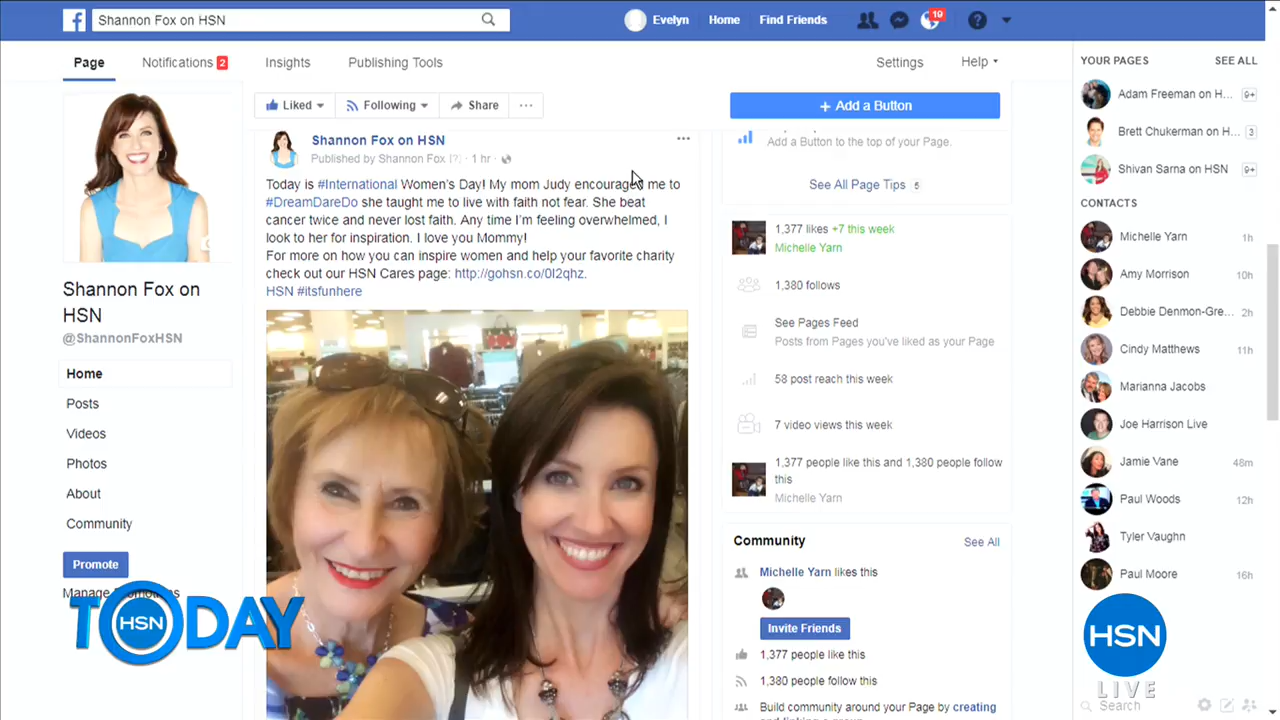 Shannon Fox on HSN
Evelyn
Home
Find Friends
19
Page
Notifications 2
Insights
Publishing Tools
Settings
Help
YOUR PAGES
SEE ALL
Liked
Following
Share
+ Add a Button
Adam Freeman on H... 9+
Brett Chukerman on H... 3
Shivan Sarna on HSN 9+
CONTACTS
Michelle Yarn 1h
Amy Morrison 10h
Debbie Denmon-Gre... 2h
Cindy Matthews 11h
Marianna Jacobs
Joe Harrison Live
Jamie Vane 48m
Paul Woods 12h
Tyler Vaughn
Paul Moore 16h
Shannon Fox on
HSN
@ShannonFoxHSN
Home
Posts
Videos
Photos
About
Community
Promote
Shannon Fox on HSN
Published by Shannon Fox [?] · 1 hr ·
Today is #International Women's Day! My mom Judy encouraged me to
#DreamDareDo she taught me to live with faith not fear. She beat
cancer twice and never lost faith. Any time I'm feeling overwhelmed, I
look to her for inspiration. I love you Mommy!
For more on how you can inspire women and help your favorite charity
check out our HSN Cares page: http://gohsn.co/0l2qhz.
HSN #itsfunhere
Add a Button to the top of your Page.
See All Page Tips 5
1,377 likes +7 this week
Michelle Yarn
1,380 follows
See Pages Feed
Posts from Pages you've liked as your Page
58 post reach this week
7 video views this week
1,377 people like this and 1,380 people follow
this
Michelle Yarn
Community
See All
Michelle Yarn likes this
Invite Friends
1,377 people like this
1,380 people follow this
Build community around your Page by creating
TODAY
HSN
HSN
LIVE
Search